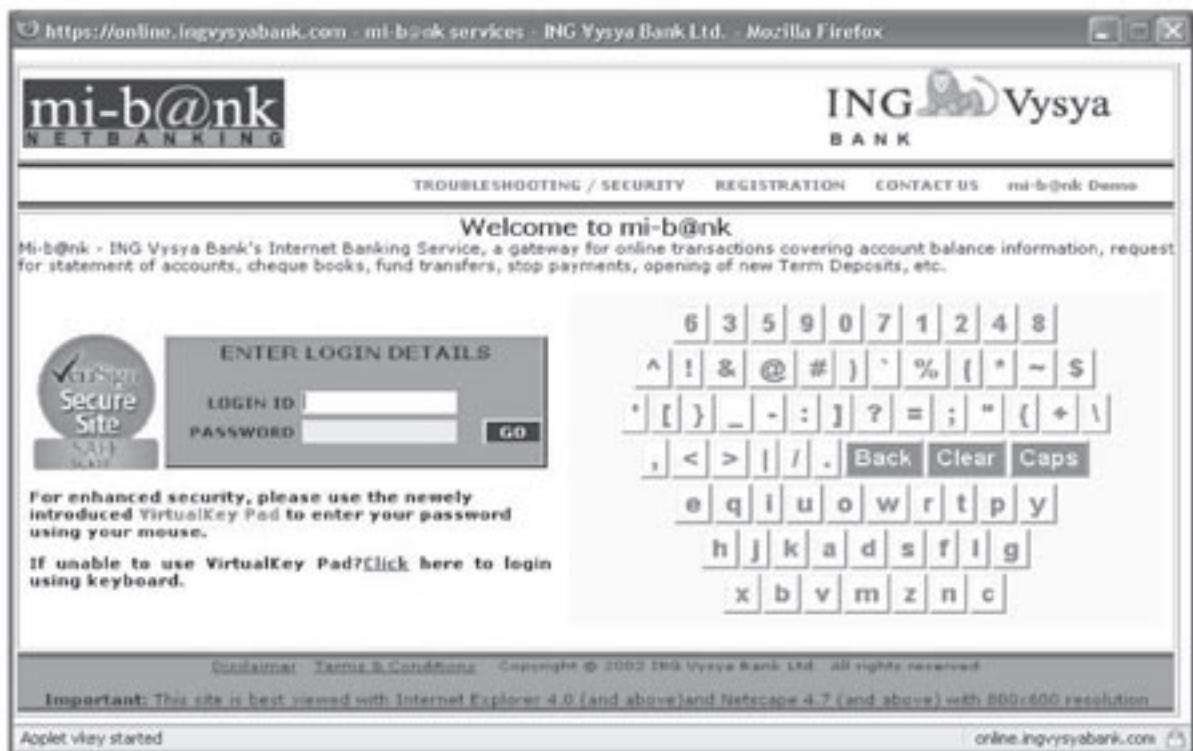 https://online.ingvysyabank.com - mi-b@nk services - ING Vysya Bank Ltd. - Mozilla Firefox
mi-b@nk
NETBANKING
ING Vysya
BANK
TROUBLESHOOTING / SECURITY REGISTRATION CONTACT US mi-b@nk Demo
Welcome to mi-b@nk
Mi-b@nk - ING Vysya Bank's Internet Banking Service, a gateway for online transactions covering account balance information, request
for statement of accounts, cheque books, fund transfers, stop payments, opening of new Term Deposits, etc.
VeriSign
Secure
Site
ENTER LOGIN DETAILS
LOGIN ID
PASSWORD GO
For enhanced security, please use the newly
introduced VirtualKey Pad to enter your password
using your mouse.
If unable to use VirtualKey Pad?Click here to login
using keyboard.
6 3 5 9 0 7 1 2 4 8
^ ! & @ # ) ` % ( * ~ $
' [ } _ - : ] ? = ; " { + \
, < > | / . Back Clear Caps
e q i u o w r t p y
h j k a d s f l g
x b v m z n c
Disclaimer Terms & Conditions Copyright © 2002 ING Vysya Bank Ltd. All rights reserved
Important: This site is best viewed with Internet Explorer 4.0 (and above)and Netscape 4.7 (and above) with 800x600 resolution
Applet vkey started
online.ingvysyabank.com